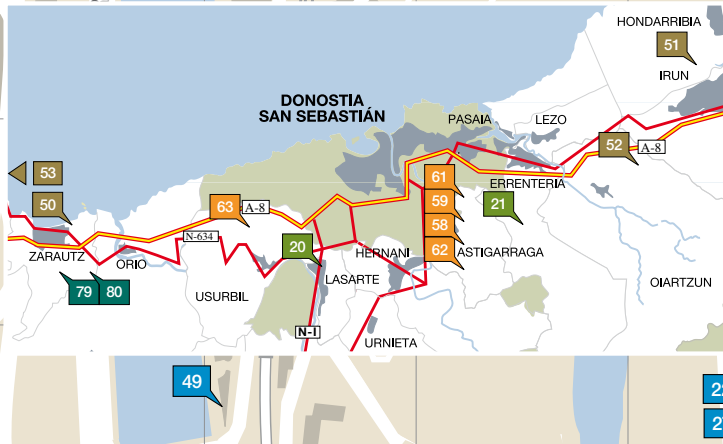 HONDARRIBIA
51
IRUN
DONOSTIA
SAN SEBASTIÁN
PASAIA
LEZO
52
A-8
53
61
ERRENTERIA
50
63
A-8
59
21
N-634
58
20
HERNANI
62
ASTIGARRAGA
ZARAUTZ
ORIO
LASARTE
OIARTZUN
79
80
USURBIL
N-I
URNIETA
49